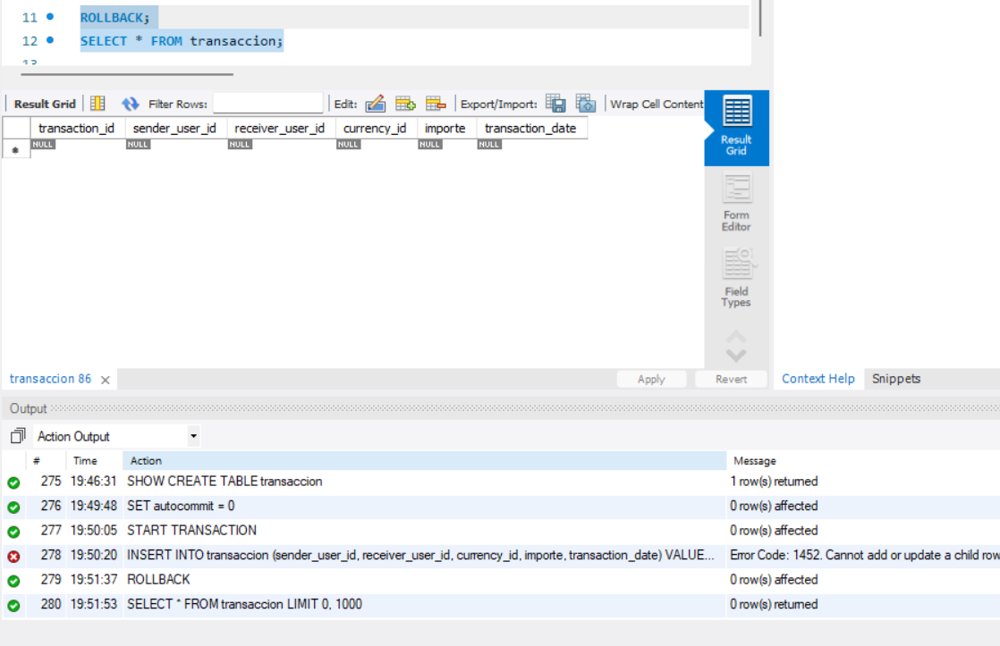 11 ROLLBACK;
12 SELECT * FROM transaccion;
13
Result Grid Filter Rows: Edit: Export/Import: Wrap Cell Content
transaction_id sender_user_id receiver_user_id currency_id importe transaction_date
* NULL NULL NULL NULL NULL NULL
Result
Grid
Form
Editor
Field
Types
transaccion 86 Apply Revert Context Help Snippets
Output
Action Output
# Time Action Message
275 19:46:31 SHOW CREATE TABLE transaccion 1 row(s) returned
276 19:49:48 SET autocommit = 0 0 row(s) affected
277 19:50:05 START TRANSACTION 0 row(s) affected
278 19:50:20 INSERT INTO transaccion (sender_user_id, receiver_user_id, currency_id, importe, transaction_date) VALUE... Error Code: 1452. Cannot add or update a child row
279 19:51:37 ROLLBACK 0 row(s) affected
280 19:51:53 SELECT * FROM transaccion LIMIT 0, 1000 0 row(s) returned